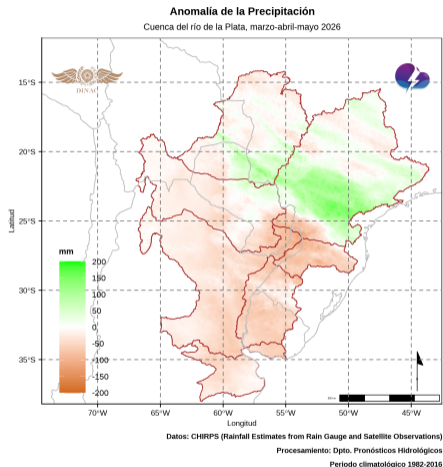 Anomalía de la Precipitación
Cuenca del río de la Plata, marzo-abril-mayo 2026
DINAC
15°S
20°S
25°S
30°S
35°S
Latitud
mm
200
150
100
50
0
-50
-100
-150
-200
70°W
65°W
60°W
55°W
50°W
45°W
Longitud
Datos: CHIRPS (Rainfall Estimates from Rain Gauge and Satellite Observations)
Procesamiento: Dpto. Pronósticos Hidrológicos
Periodo climatológico 1982-2016